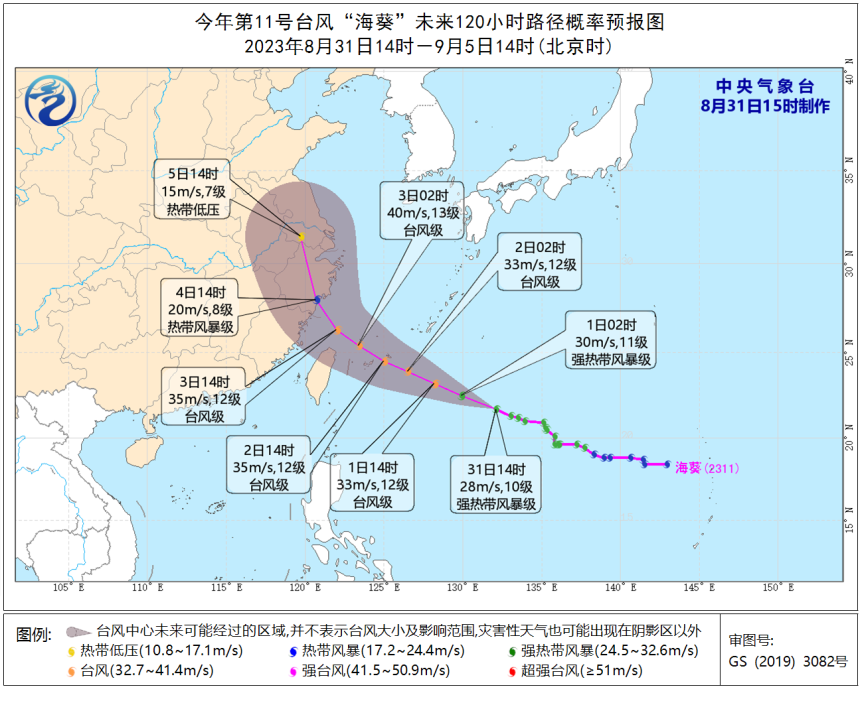 今年第11号台风“海葵”未来120小时路径概率预报图
2023年8月31日14时－9月5日14时(北京时)
中央气象台
8月31日15时制作
40° N
35° N
30° N
25° N
20° N
15° N
5日14时
15m/s,7级
热带低压
3日02时
40m/s,13级
台风级
2日02时
33m/s,12级
台风级
4日14时
20m/s,8级
热带风暴级
1日02时
30m/s,11级
强热带风暴级
3日14时
35m/s,12级
台风级
2日14时
35m/s,12级
台风级
1日14时
33m/s,12级
台风级
31日14时
28m/s,10级
强热带风暴级
海葵(2311)
105° E
110° E
115° E
120° E
125° E
130° E
135° E
140° E
145° E
150° E
图例:
台风中心未来可能经过的区域,并不表示台风大小及影响范围,灾害性天气也可能出现在阴影区以外
热带低压(10.8~17.1m/s)
热带风暴(17.2~24.4m/s)
强热带风暴(24.5~32.6m/s)
台风(32.7~41.4m/s)
强台风(41.5~50.9m/s)
超强台风(≥51m/s)
审图号:
GS (2019) 3082号